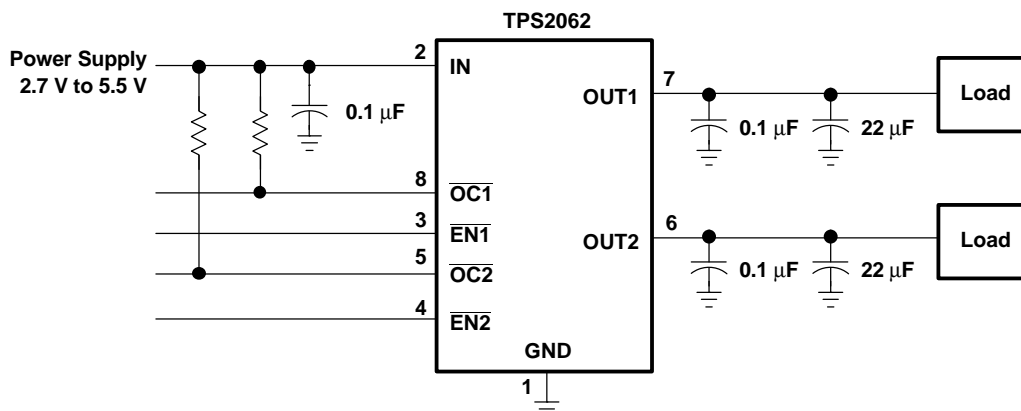 TPS2062
Power Supply
2.7 V to 5.5 V
2
IN
0.1 μF
8
OC1
3
EN1
5
OC2
4
EN2
GND
1
OUT1
7
0.1 μF
22 μF
Load
OUT2
6
0.1 μF
22 μF
Load